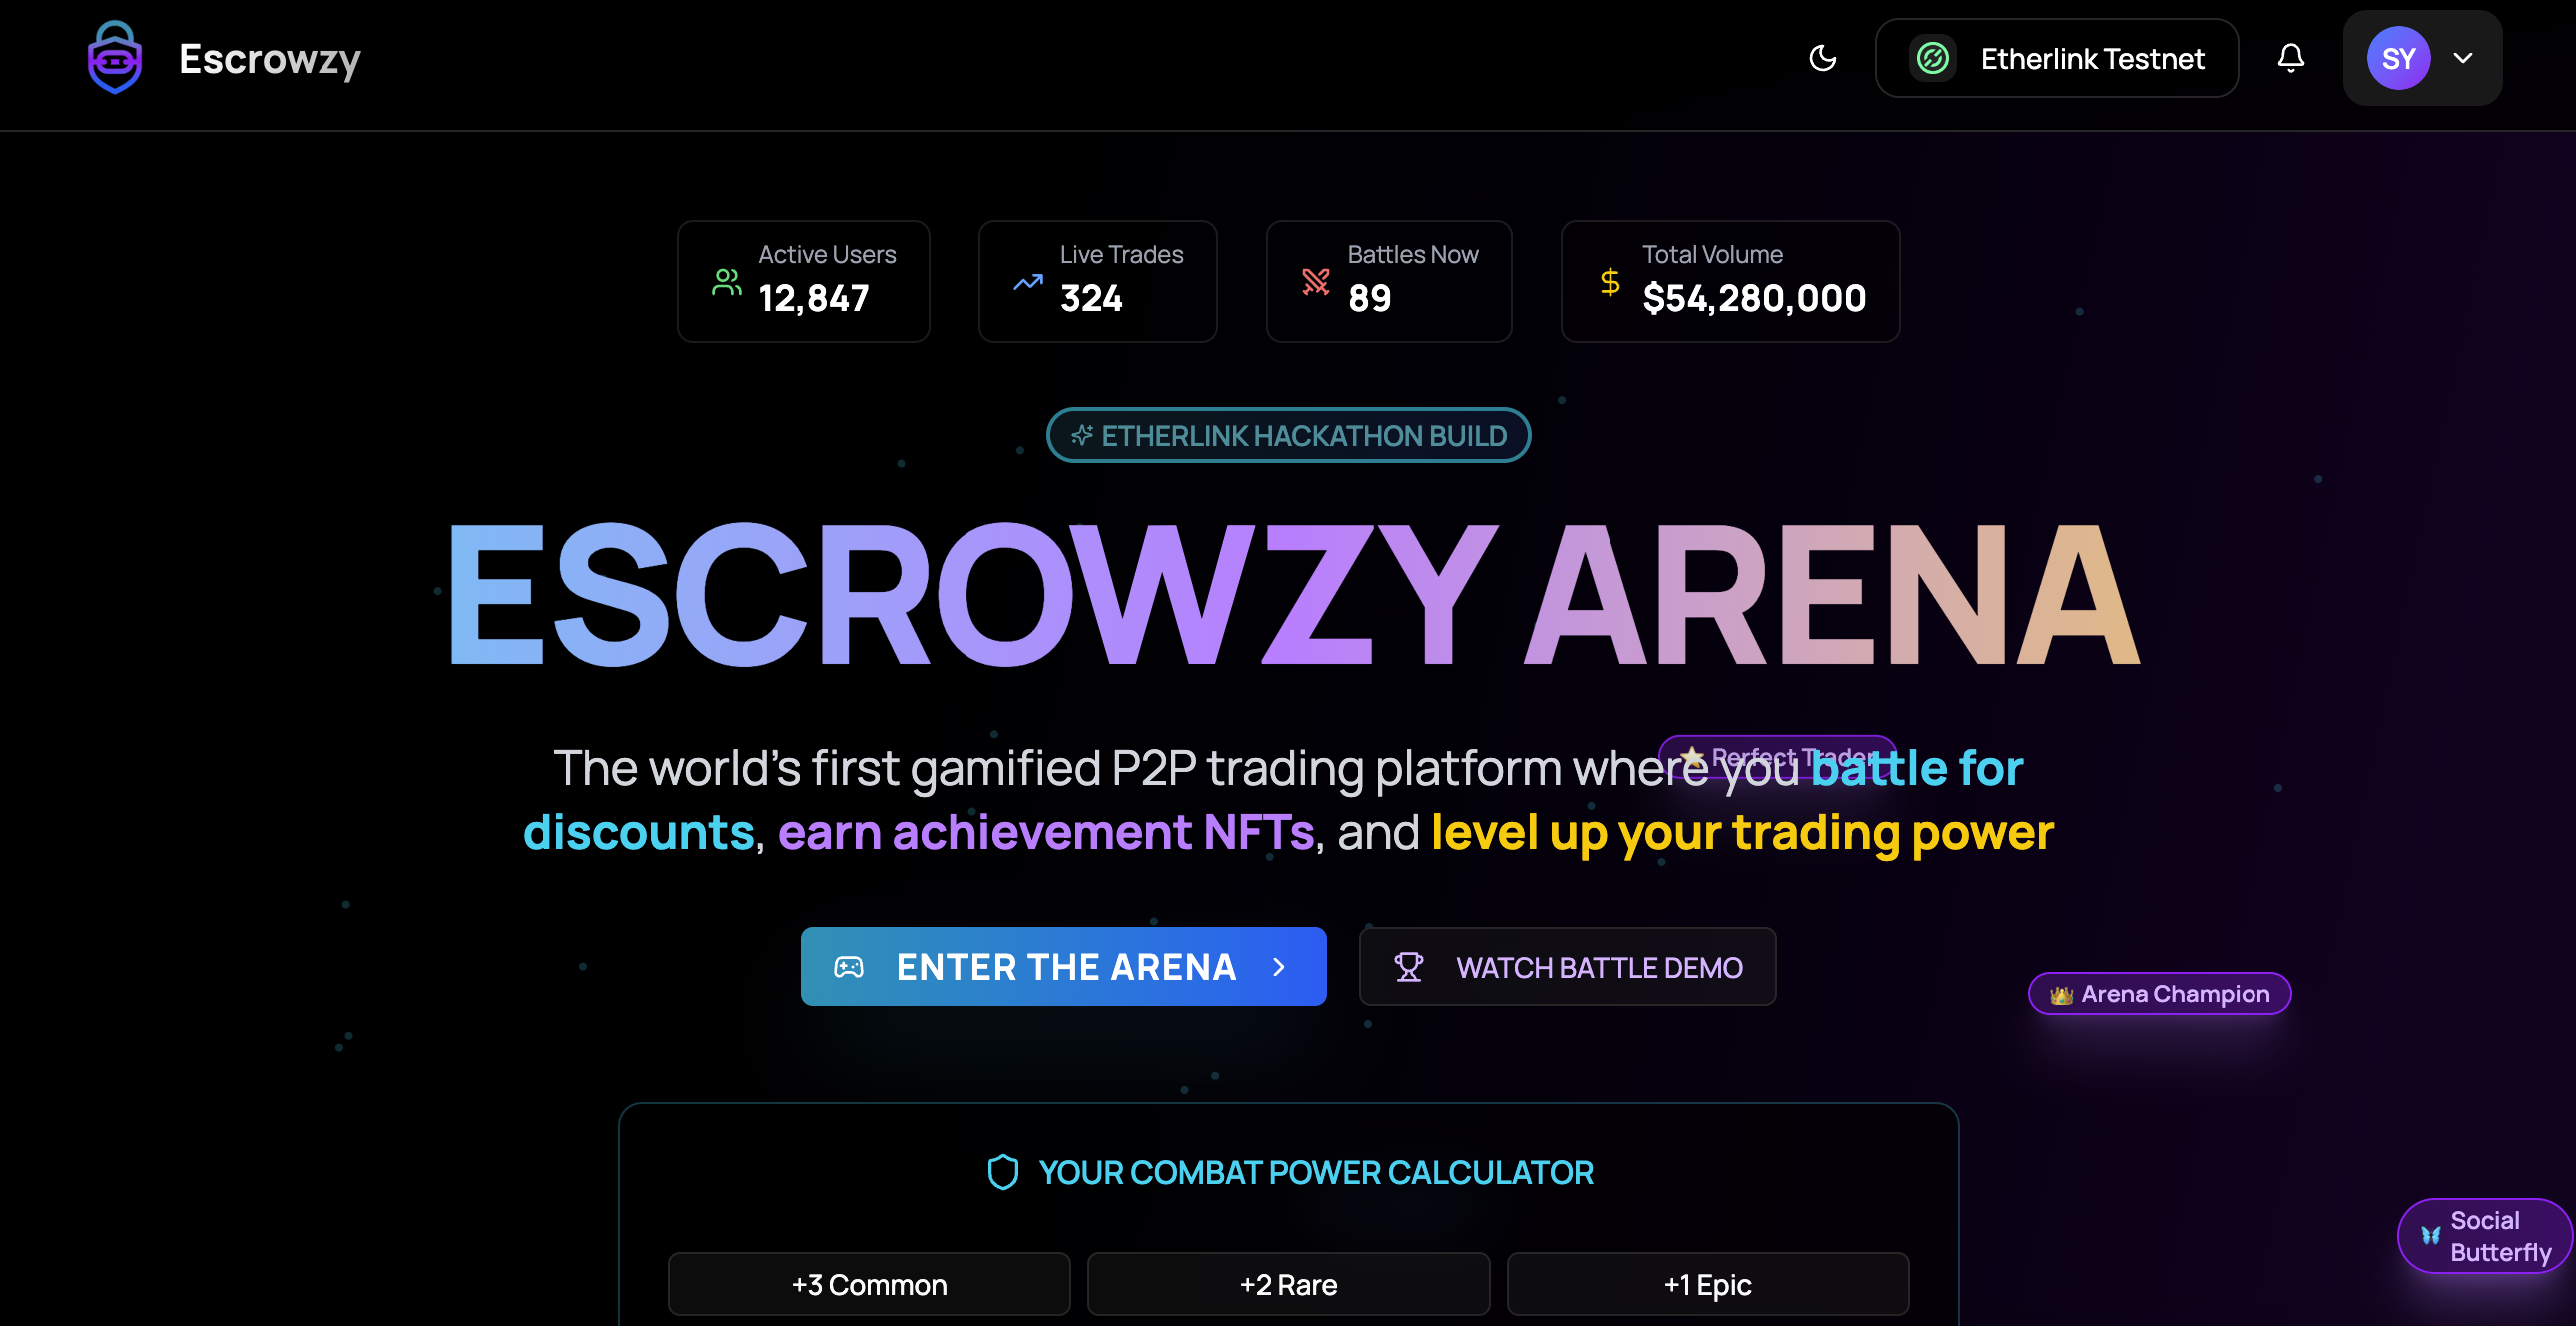 Escrowzy
Etherlink Testnet
SY
Active Users
12,847
Live Trades
324
Battles Now
89
Total Volume
$54,280,000
ETHERLINK HACKATHON BUILD
ESCROWZY ARENA
Perfect Trader
The world's first gamified P2P trading platform where you battle for
discounts, earn achievement NFTs, and level up your trading power
ENTER THE ARENA
WATCH BATTLE DEMO
Arena Champion
YOUR COMBAT POWER CALCULATOR
Social
Butterfly
+3 Common
+2 Rare
+1 Epic